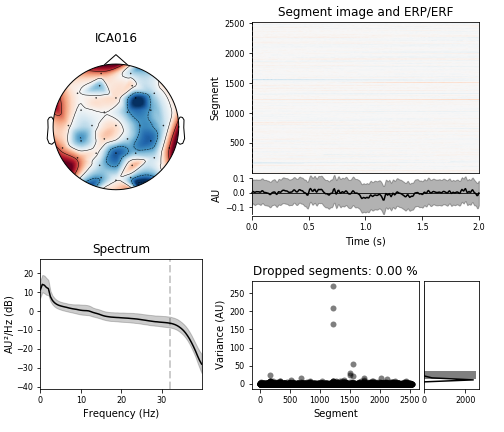 ICA016
Segment image and ERP/ERF
2500
2000
1500
1000
500
Segment
0.1
0.0
−0.1
AU
0.0 0.5 1.0 1.5 2.0
Time (s)
Spectrum
20
10
0
−10
−20
−30
−40
AU²/Hz (dB)
0 10 20 30
Frequency (Hz)
Dropped segments: 0.00 %
250
200
150
100
50
0
Variance (AU)
0 500 1000 1500 2000 2500
Segment
0 2000